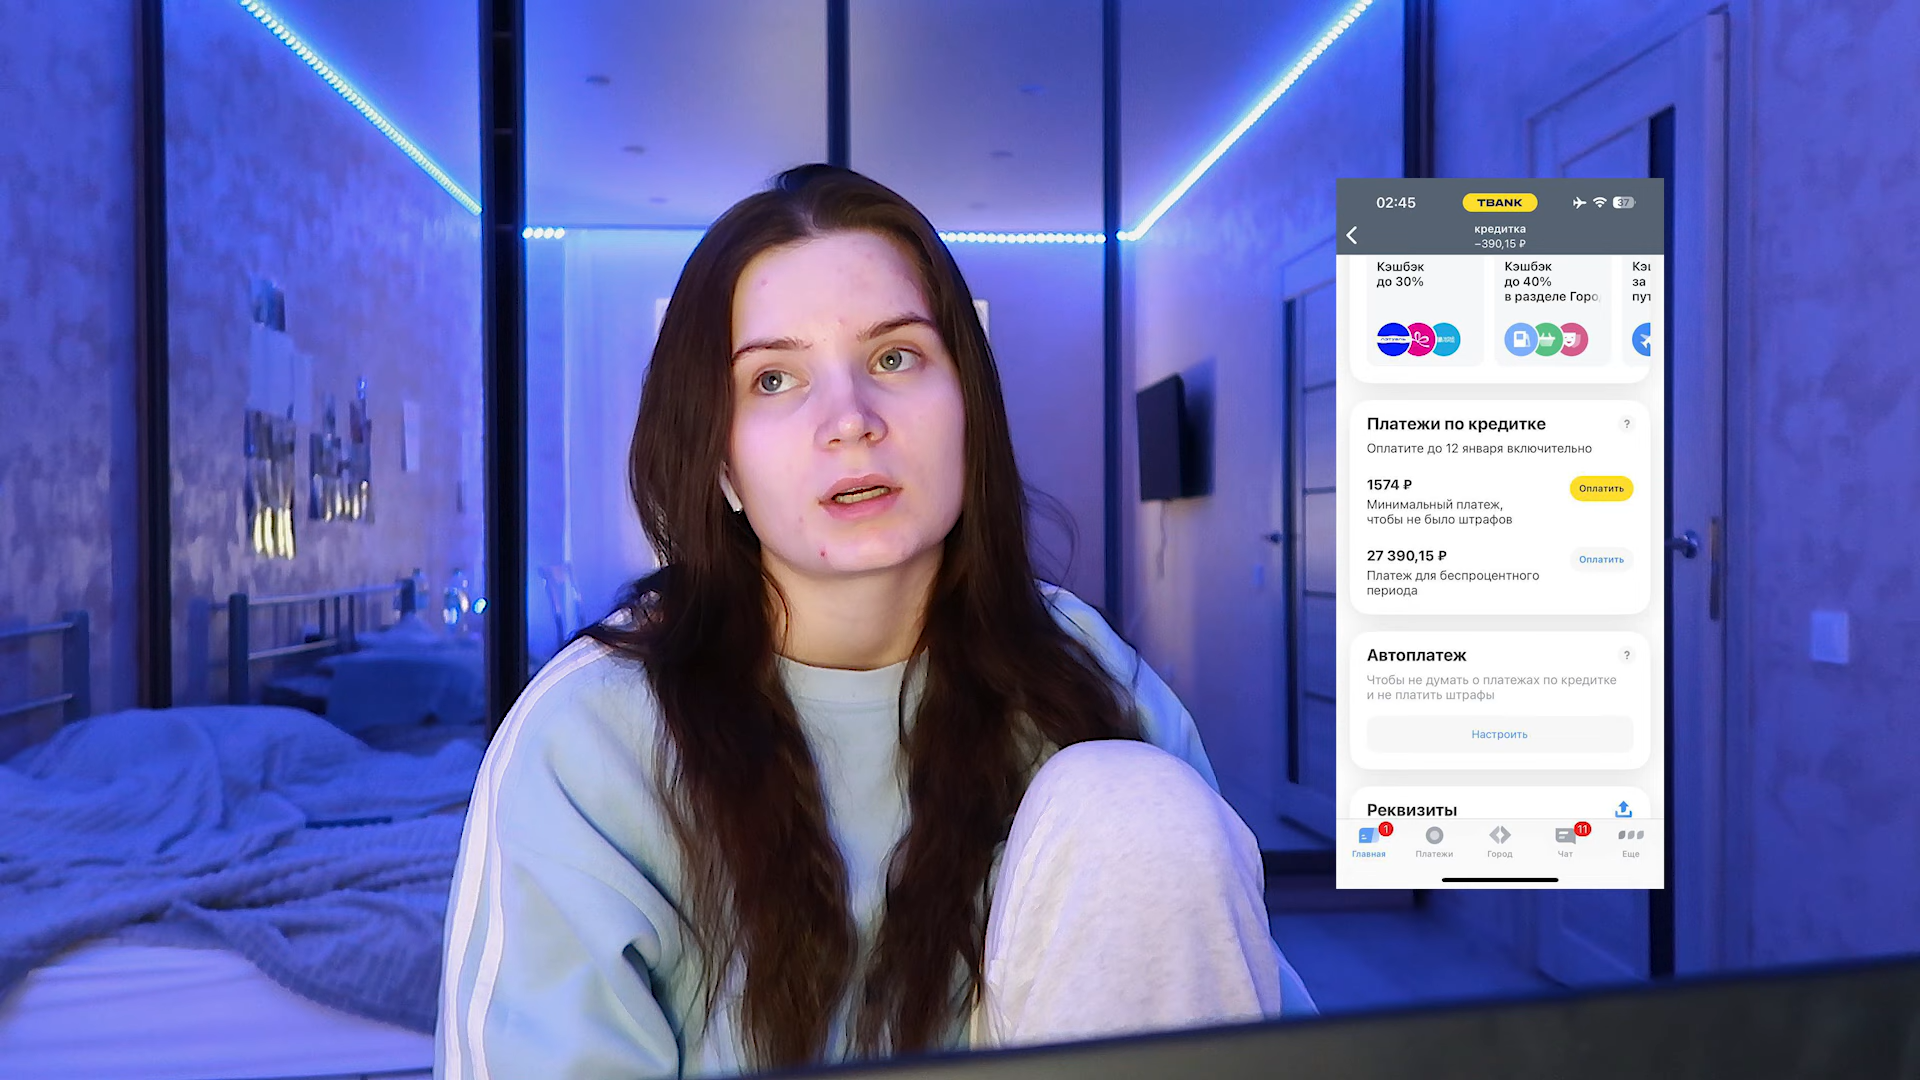 02:45
TBANK
37
кредитка
−390,15 ₽
Кэшбэк
до 30%
Кэшбэк
до 40%
в разделе Горо
Кэш
за
пут
Платежи по кредитке
?
Оплатите до 12 января включительно
1574 ₽
Оплатить
Минимальный платеж,
чтобы не было штрафов
27 390,15 ₽
Оплатить
Платеж для беспроцентного
периода
Автоплатеж
?
Чтобы не думать о платежах по кредитке
и не платить штрафы
Настроить
Реквизиты
1
11
Главная
Платежи
Город
Чат
Еще